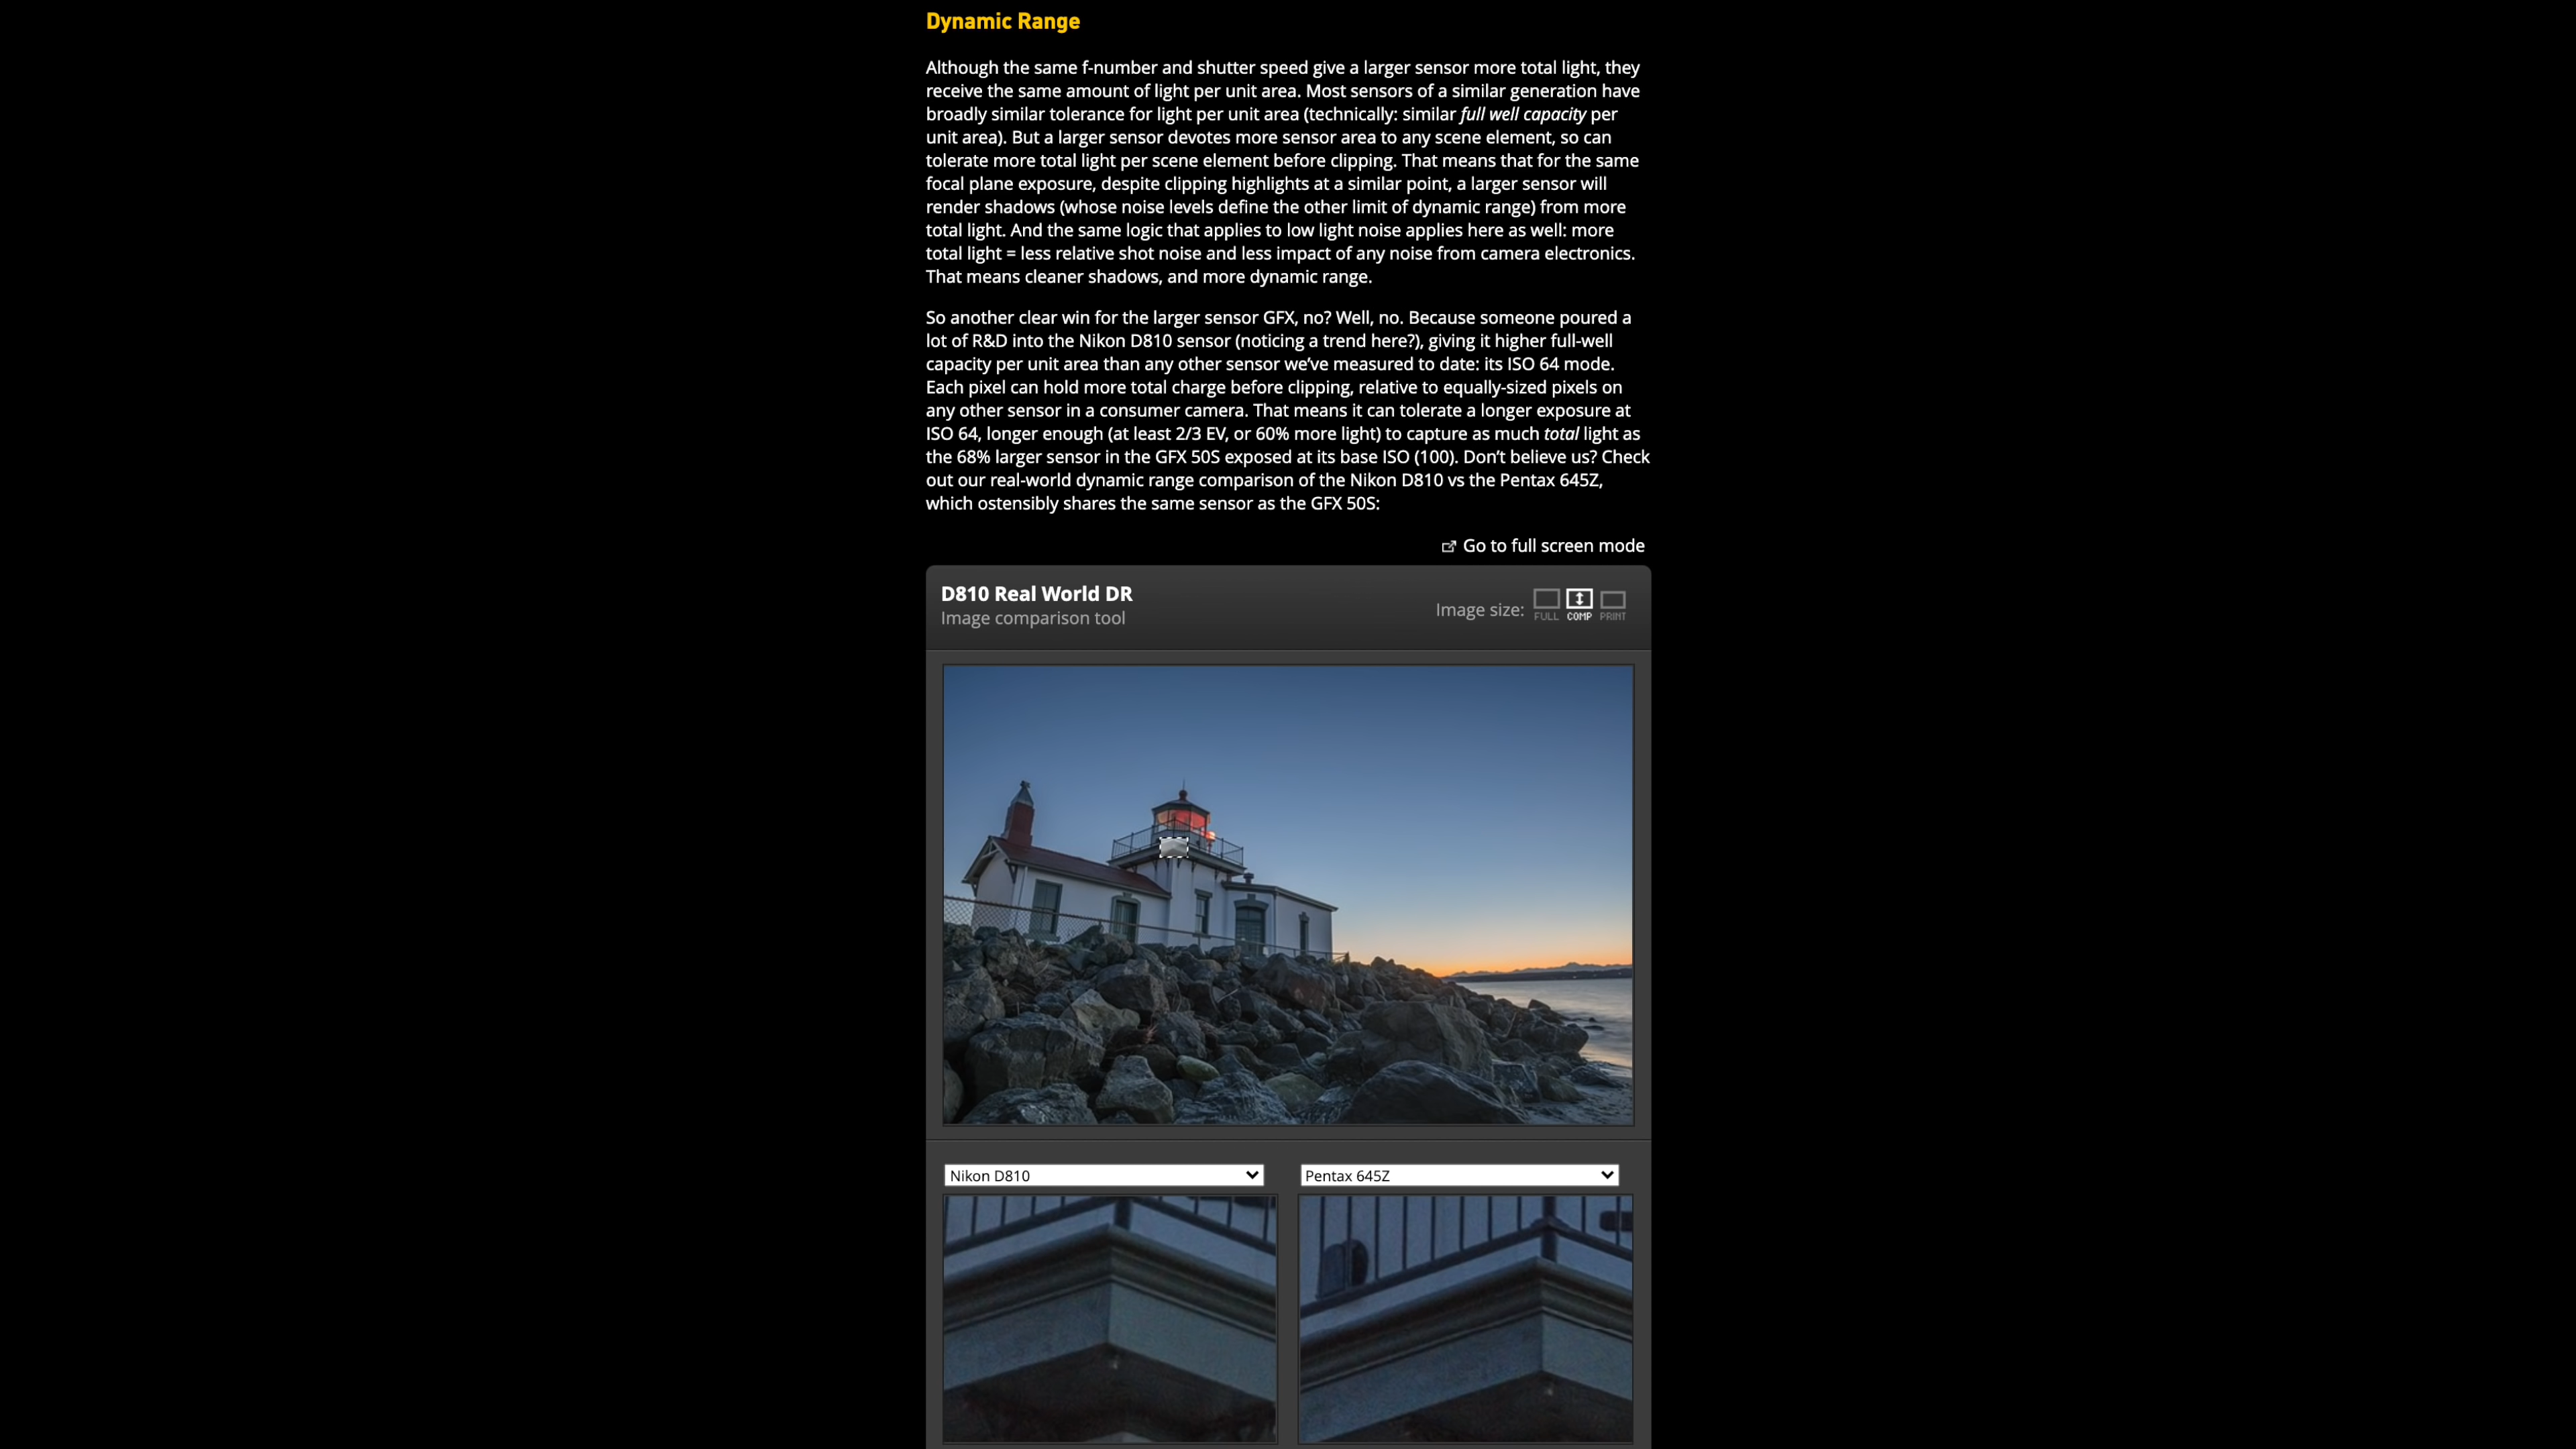 Dynamic Range
Although the same f-number and shutter speed give a larger sensor more total light, they
receive the same amount of light per unit area. Most sensors of a similar generation have
broadly similar tolerance for light per unit area (technically: similar full well capacity per
unit area). But a larger sensor devotes more sensor area to any scene element, so can
tolerate more total light per scene element before clipping. That means that for the same
focal plane exposure, despite clipping highlights at a similar point, a larger sensor will
render shadows (whose noise levels define the other limit of dynamic range) from more
total light. And the same logic that applies to low light noise applies here as well: more
total light = less relative shot noise and less impact of any noise from camera electronics.
That means cleaner shadows, and more dynamic range.
So another clear win for the larger sensor GFX, no? Well, no. Because someone poured a
lot of R&D into the Nikon D810 sensor (noticing a trend here?), giving it higher full-well
capacity per unit area than any other sensor we've measured to date: its ISO 64 mode.
Each pixel can hold more total charge before clipping, relative to equally-sized pixels on
any other sensor in a consumer camera. That means it can tolerate a longer exposure at
ISO 64, longer enough (at least 2/3 EV, or 60% more light) to capture as much total light as
the 68% larger sensor in the GFX 50S exposed at its base ISO (100). Don't believe us? Check
out our real-world dynamic range comparison of the Nikon D810 vs the Pentax 645Z,
which ostensibly shares the same sensor as the GFX 50S:
Go to full screen mode
D810 Real World DR
Image comparison tool
Image size:
FULL COMP PRINT
Nikon D810
Pentax 645Z